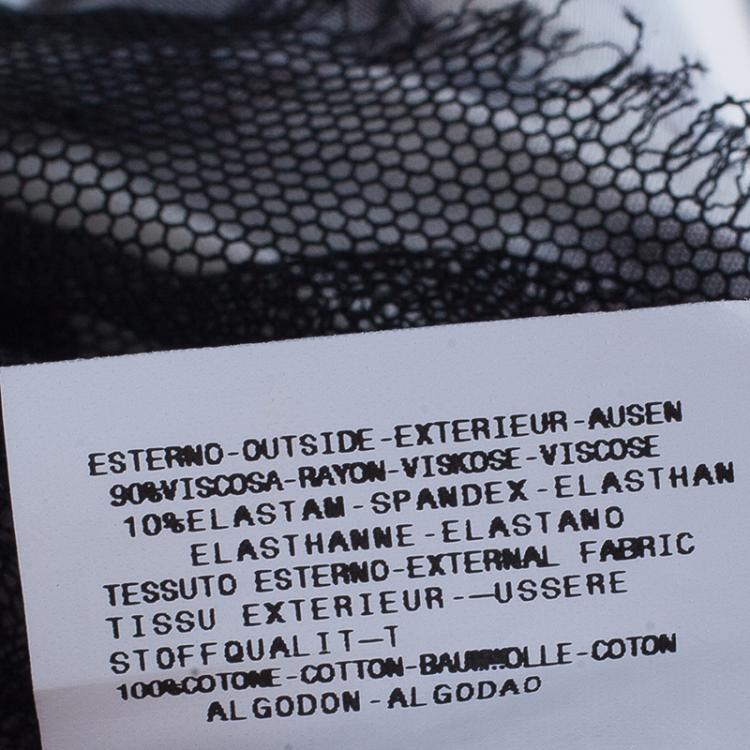 ESTERNO-OUTSIDE-EXTERIEUR-AUSEN
90%VISCOSA-RAYON-VISKOSE-VISCOSE
10%ELASTAM-SPANDEX-ELASTHAN
ELASTHANNE-ELASTANO
TESSUTO ESTERNO-EXTERNAL FABRIC
TISSU EXTERIEUR-—USSERE
STOFFQUALIT—T
100%COTONE-COTTON-BAUMWOLLE-COTON
ALGODON-ALGODAO